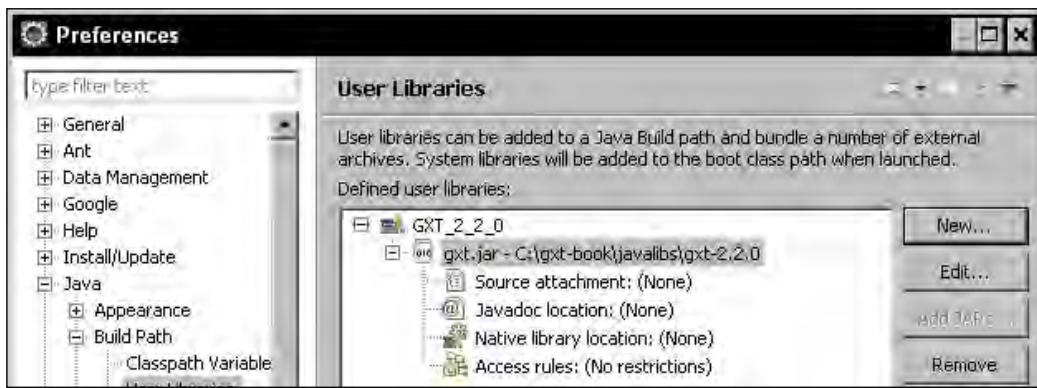 Preferences
type filter text
General
Ant
Data Management
Google
Help
Install/Update
Java
Appearance
Build Path
Classpath Variable
User Libraries
User Libraries
User libraries can be added to a Java Build path and bundle a number of external
archives. System libraries will be added to the boot class path when launched.
Defined user libraries:
GXT_2_2_0
gxt.jar - C:\gxt-book\javalibs\gxt-2.2.0
Source attachment: (None)
Javadoc location: (None)
Native library location: (None)
Access rules: (No restrictions)
New...
Edit...
Add JARs...
Remove